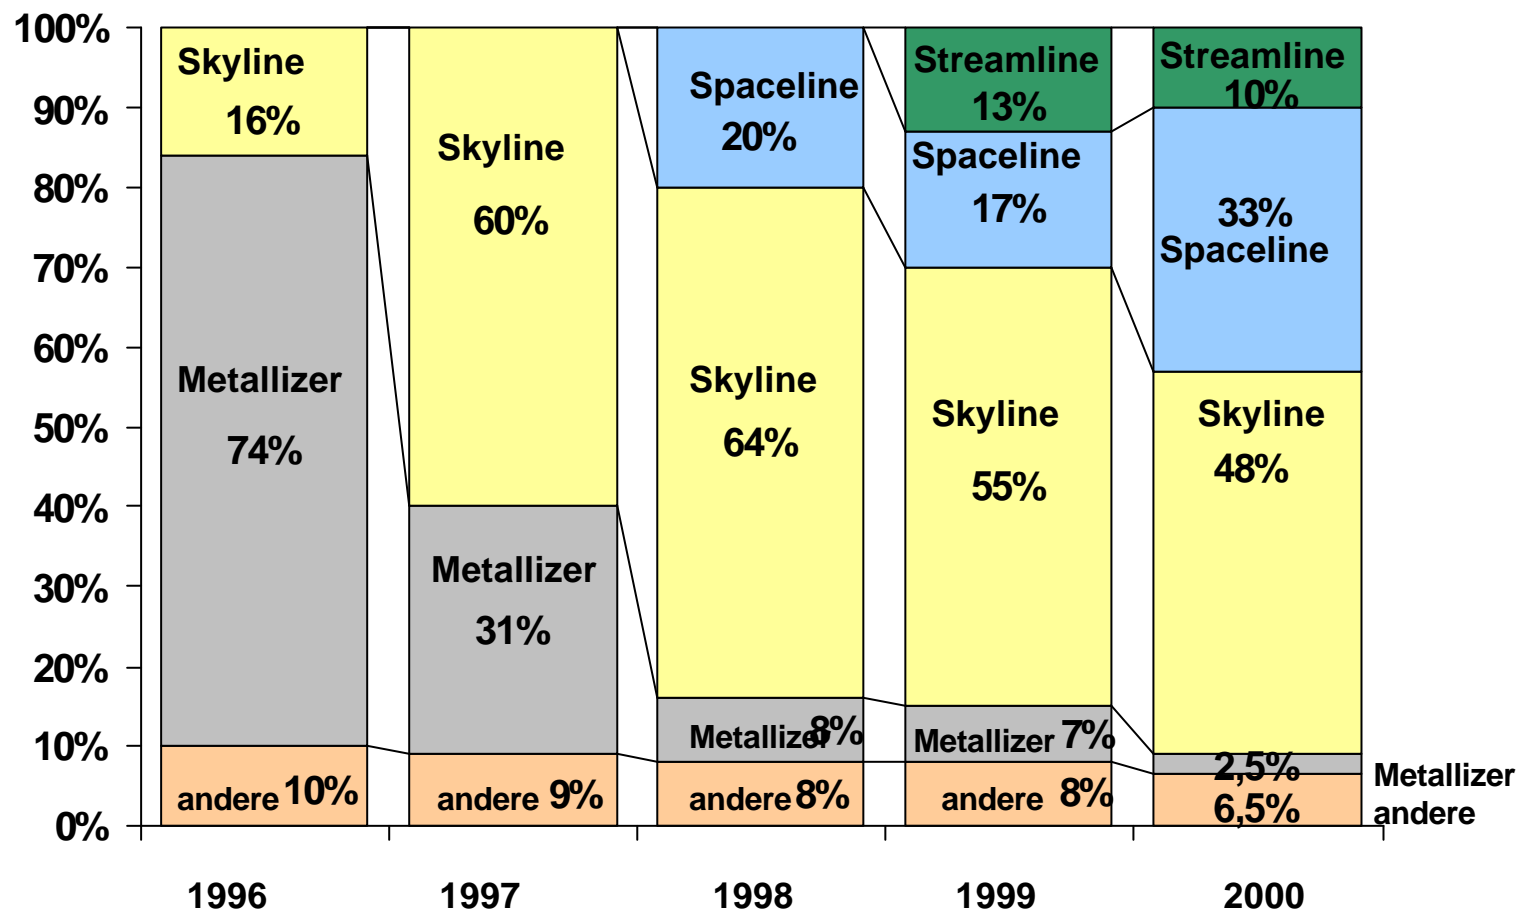 100%
90%
80%
70%
60%
50%
40%
30%
20%
10%
0%
Skyline
16%
Metallizer
74%
andere 10%
Skyline
60%
Metallizer
31%
andere 9%
Spaceline
20%
Skyline
64%
Metallizer 8%
andere 8%
Streamline
13%
Spaceline
17%
Skyline
55%
Metallizer 7%
andere 8%
Streamline
10%
33%
Spaceline
Skyline
48%
2,5%
6,5%
Metallizer
andere
1996 1997 1998 1999 2000